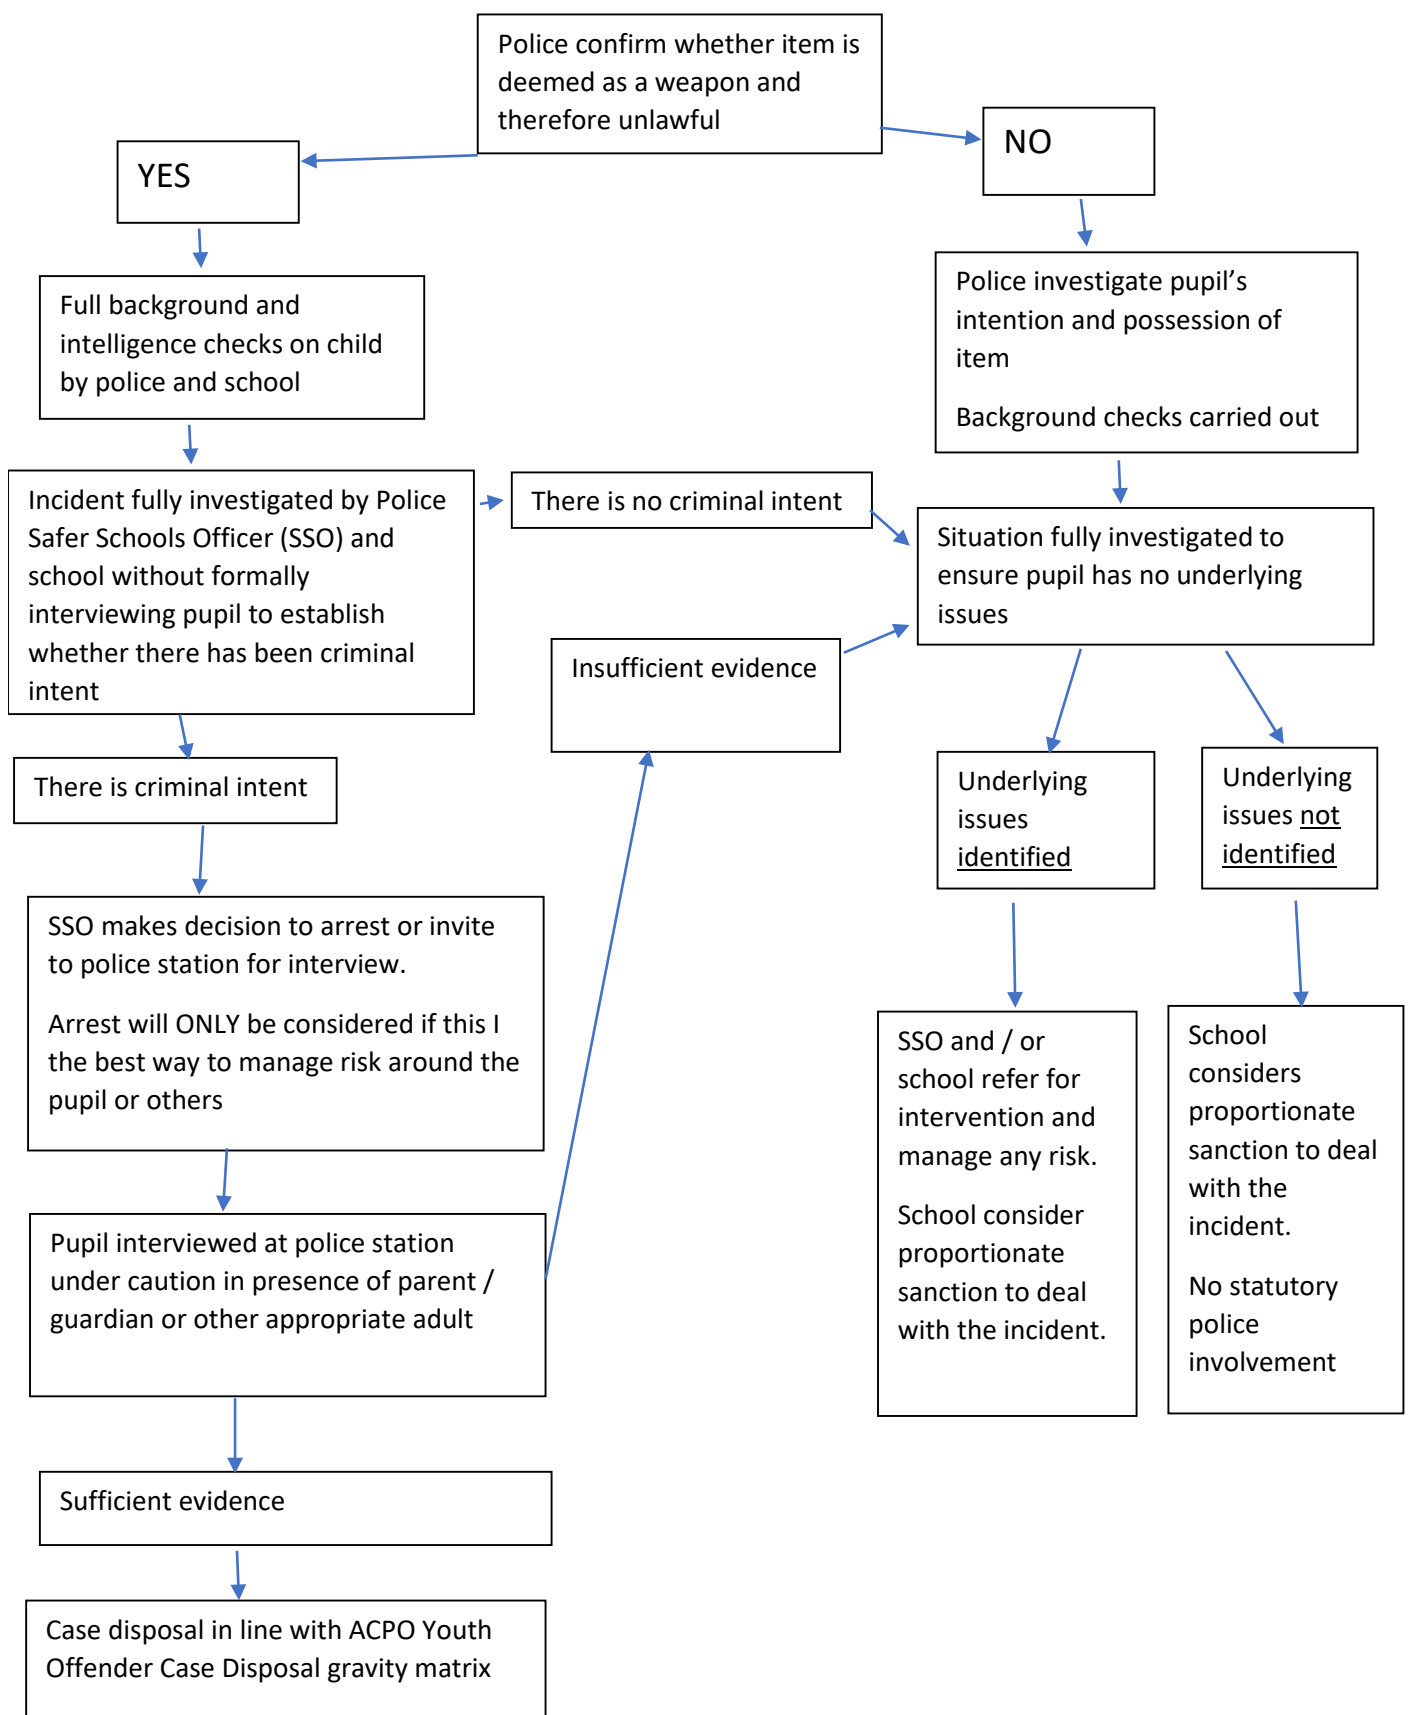 Police confirm whether item is
deemed as a weapon and
therefore unlawful
YES
NO
Full background and
intelligence checks on child
by police and school
Police investigate pupil’s
intention and possession of
item
Background checks carried out
Incident fully investigated by Police
Safer Schools Officer (SSO) and
school without formally
interviewing pupil to establish
whether there has been criminal
intent
There is no criminal intent
Situation fully investigated to
ensure pupil has no underlying
issues
Insufficient evidence
There is criminal intent
Underlying
issues
identified
Underlying
issues not
identified
SSO makes decision to arrest or invite
to police station for interview.
Arrest will ONLY be considered if this I
the best way to manage risk around the
pupil or others
SSO and / or
school refer for
intervention and
manage any risk.
School consider
proportionate
sanction to deal
with the incident.
School
considers
proportionate
sanction to deal
with the
incident.
No statutory
police
involvement
Pupil interviewed at police station
under caution in presence of parent /
guardian or other appropriate adult
Sufficient evidence
Case disposal in line with ACPO Youth
Offender Case Disposal gravity matrix